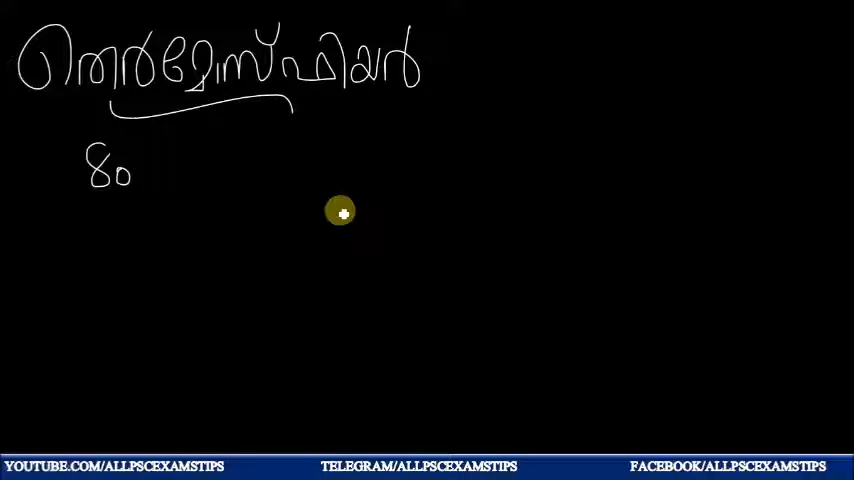 തെർമോസ്ഫിയർ
80
YOUTUBE.COM/ALLPSCEXAMSTIPS
TELEGRAM/ALLPSCEXAMSTIPS
FACEBOOK/ALLPSCEXAMSTIPS